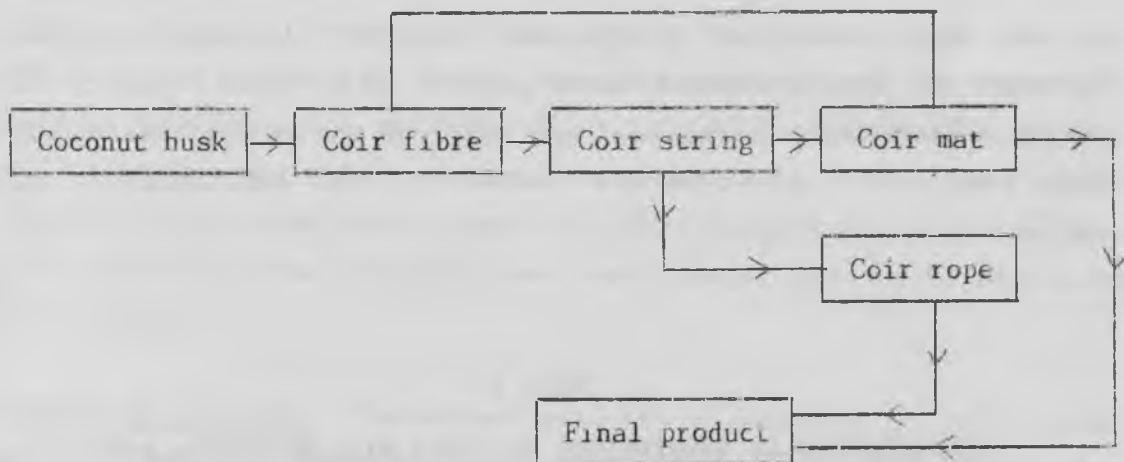 Coconut husk
Coir fibre
Coir string
Coir mat
Coir rope
Final product